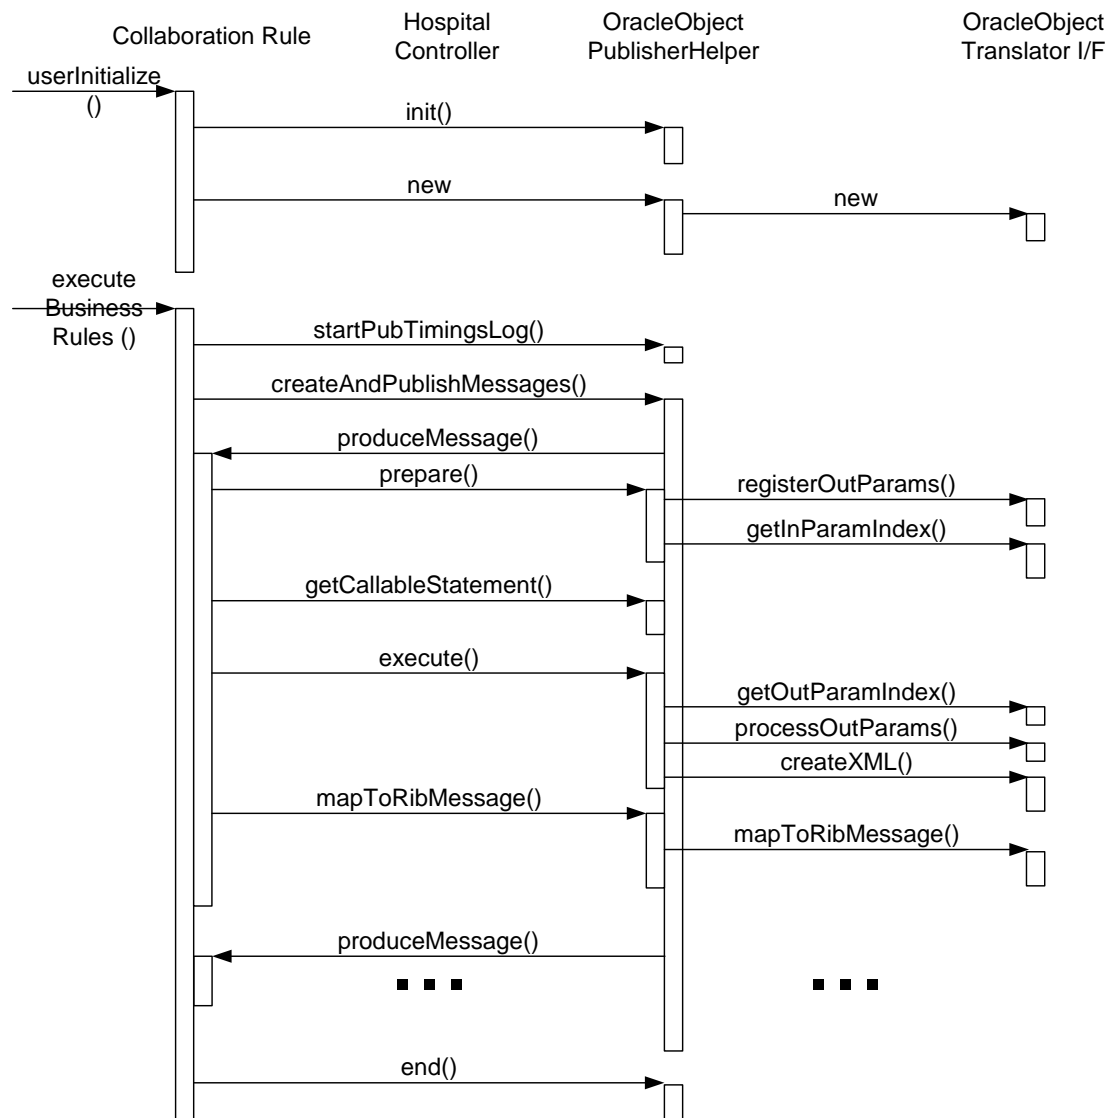 Collaboration Rule
Hospital
Controller
OracleObject
PublisherHelper
OracleObject
Translator I/F
userInitialize
()
init()
new
new
execute
Business
Rules ()
startPubTimingsLog()
createAndPublishMessages()
produceMessage()
prepare()
registerOutParams()
getInParamIndex()
getCallableStatement()
execute()
getOutParamIndex()
processOutParams()
createXML()
mapToRibMessage()
mapToRibMessage()
produceMessage()
end()